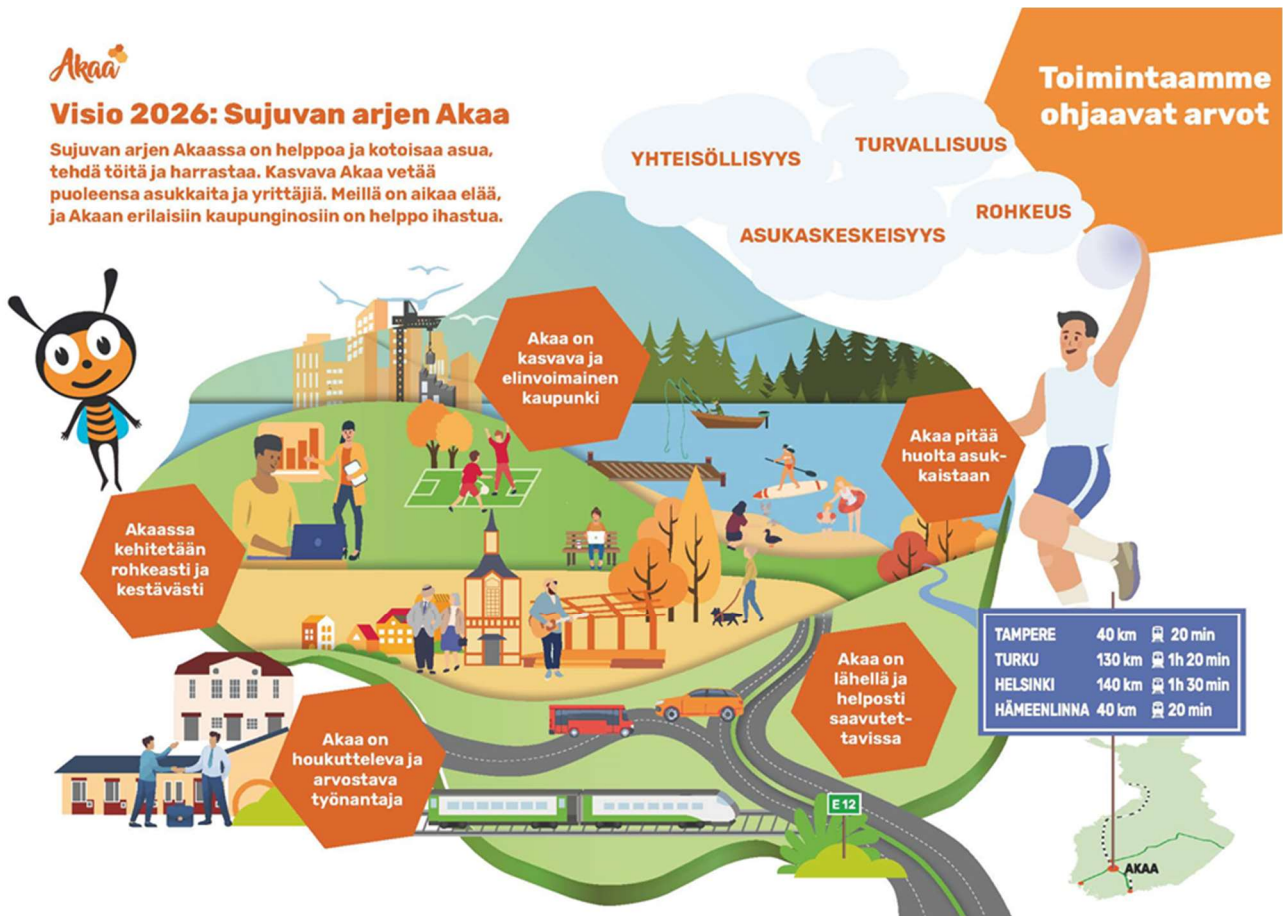 Akaa
Visio 2026: Sujuvan arjen Akaa
Sujuvan arjen Akaassa on helppoa ja kotoisaa asua,
tehdä töitä ja harrastaa. Kasvava Akaa vetää
puoleensa asukkaita ja yrittäjiä. Meillä on aikaa elää,
ja Akaan erilaisiin kaupunginosiin on helppo ihastua.
Toimintaamme
ohjaavat arvot
YHTEISÖLLISYYS
TURVALLISUUS
ASUKASKESKEISYYS
ROHKEUS
Akaa on
kasvava ja
elinvoimainen
kaupunki
Akaa pitää
huolta asuk-
kaistaan
Akaassa
kehitetään
rohkeasti ja
kestävästi
Akaa on
lähellä ja
helposti
saavutet-
tavissa
Akaa on
houkutteleva ja
arvostava
työnantaja
TAMPERE 40 km 20 min
TURKU 130 km 1h 20 min
HELSINKI 140 km 1h 30 min
HÄMEENLINNA 40 km 20 min
E 12
AKAA